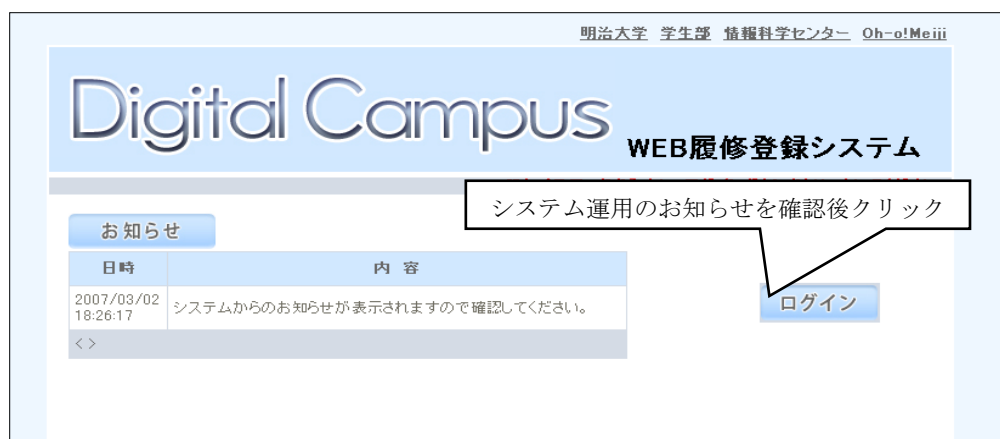 明治大学 学生部 情報科学センター Oh-o!Meiji
Digital Campus
WEB履修登録システム
システム運用のお知らせを確認後クリック
お知らせ
日時 内 容
2007/03/02
18:26:17
システムからのお知らせが表示されますので確認してください。
ログイン
< >